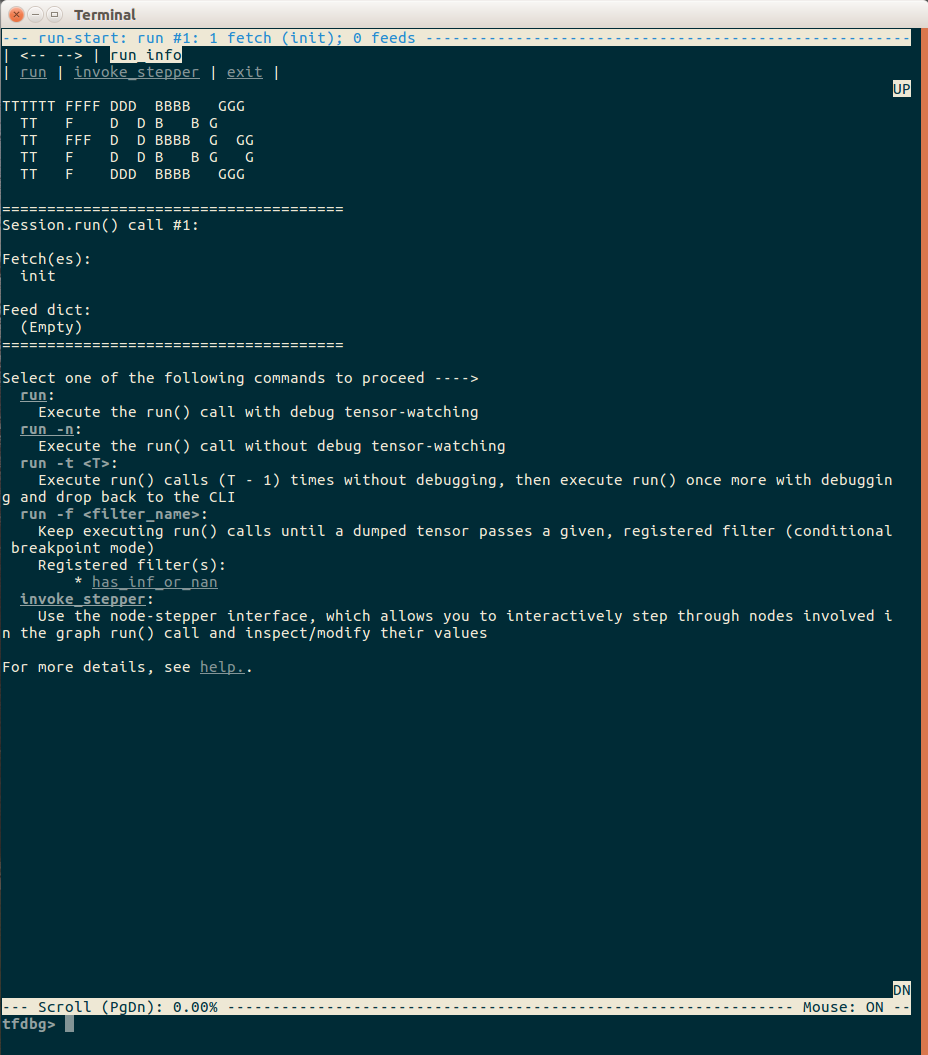 Terminal
--- run-start: run #1: 1 fetch (init); 0 feeds ------------------------------------------------------
| <-- --> | run_info
| run | invoke_stepper | exit |
UP
TTTTTT FFFF DDD  BBBB   GGG
  TT   F    D  D B   B G
  TT   FFF  D  D BBBB  G  GG
  TT   F    D  D B   B G   G
  TT   F    DDD  BBBB   GGG
======================================
Session.run() call #1:
Fetch(es):
  init
Feed dict:
  (Empty)
======================================
Select one of the following commands to proceed ---->
  run:
    Execute the run() call with debug tensor-watching
  run -n:
    Execute the run() call without debug tensor-watching
  run -t <T>:
    Execute run() calls (T - 1) times without debugging, then execute run() once more with debuggin
g and drop back to the CLI
  run -f <filter_name>:
    Keep executing run() calls until a dumped tensor passes a given, registered filter (conditional
 breakpoint mode)
    Registered filter(s):
        * has_inf_or_nan
  invoke_stepper:
    Use the node-stepper interface, which allows you to interactively step through nodes involved i
n the graph run() call and inspect/modify their values
For more details, see help..
DN
--- Scroll (PgDn): 0.00% --------------------------------------------------------------- Mouse: ON --
tfdbg>